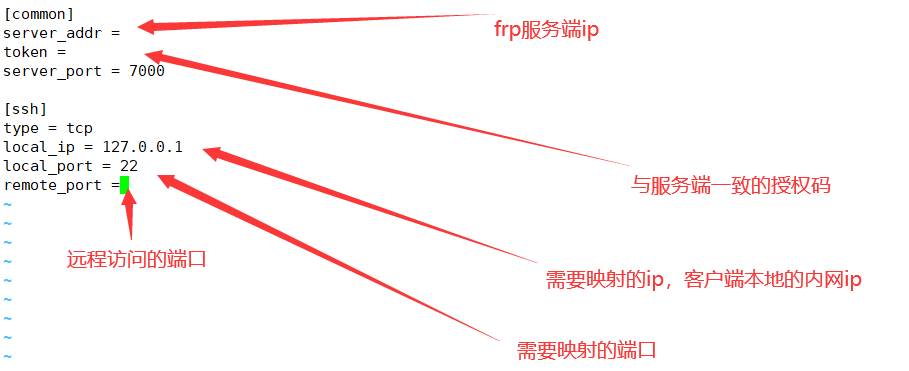 [common]
server_addr =
token =
server_port = 7000
[ssh]
type = tcp
local_ip = 127.0.0.1
local_port = 22
remote_port =
~
~
~
~
~
~
~
~
~
frp服务端ip
与服务端一致的授权码
远程访问的端口
需要映射的ip，客户端本地的内网ip
需要映射的端口